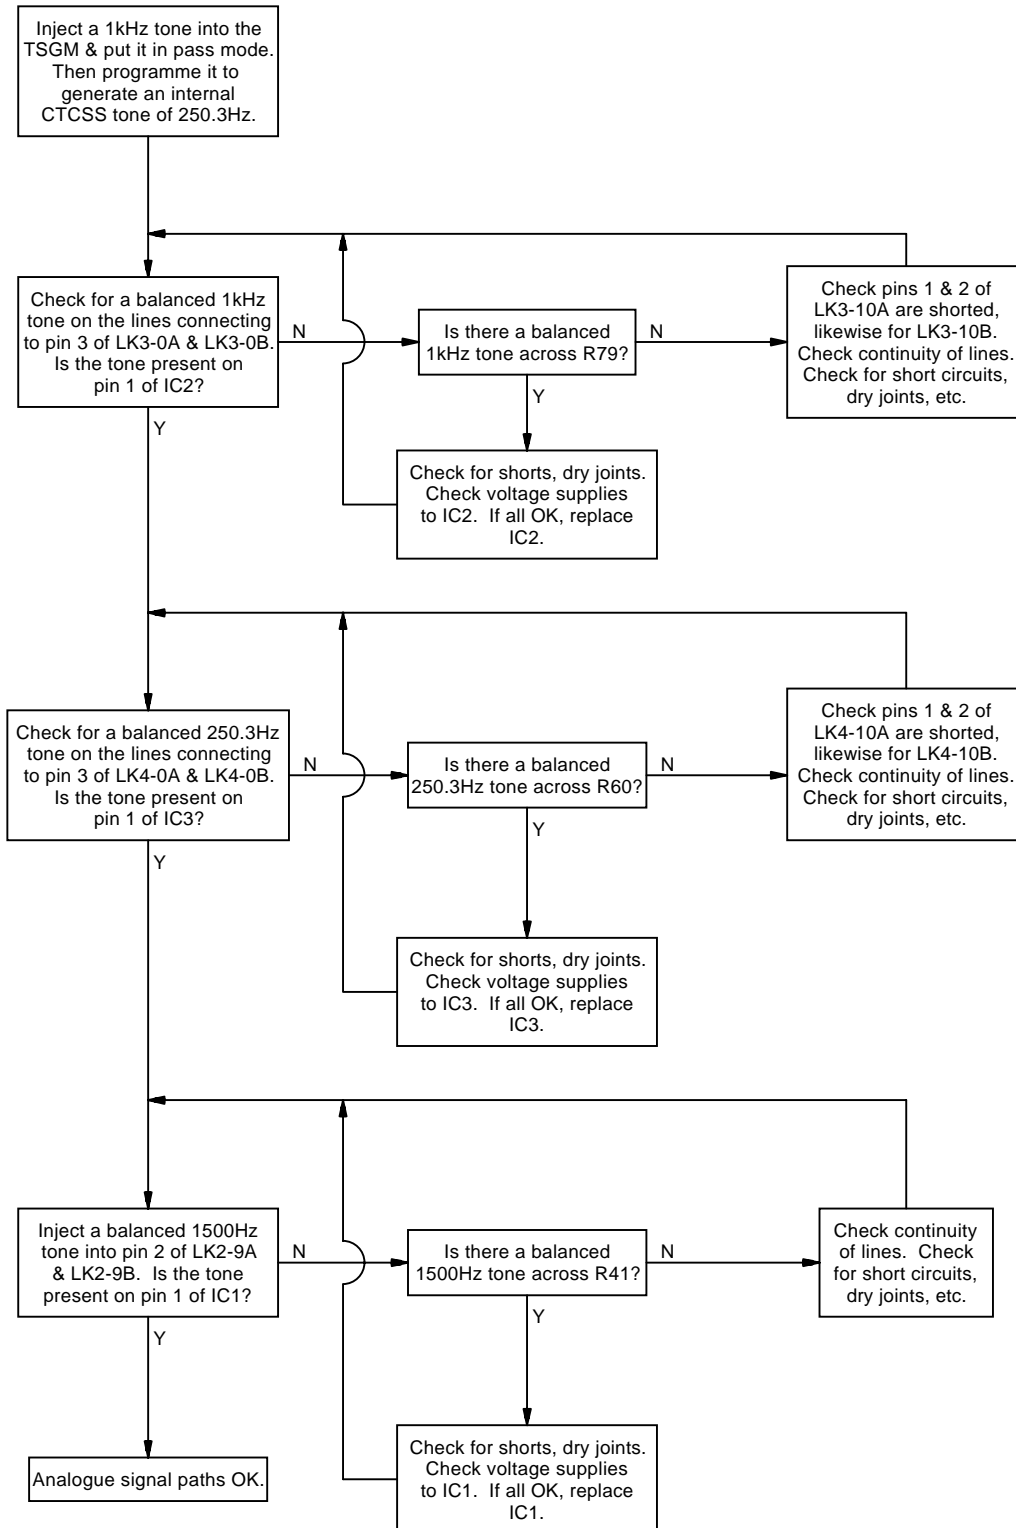 Inject a 1kHz tone into the
TSGM & put it in pass mode.
Then programme it to
generate an internal
CTCSS tone of 250.3Hz.
Check for a balanced 1kHz
tone on the lines connecting
to pin 3 of LK3-0A & LK3-0B.
Is the tone present on
pin 1 of IC2?
N
Y
Is there a balanced
1kHz tone across R79?
N
Y
Check pins 1 & 2 of
LK3-10A are shorted,
likewise for LK3-10B.
Check continuity of lines.
Check for short circuits,
dry joints, etc.
Check for shorts, dry joints.
Check voltage supplies
to IC2. If all OK, replace
IC2.
Check for a balanced 250.3Hz
tone on the lines connecting
to pin 3 of LK4-0A & LK4-0B.
Is the tone present on
pin 1 of IC3?
N
Y
Is there a balanced
250.3Hz tone across R60?
N
Y
Check pins 1 & 2 of
LK4-10A are shorted,
likewise for LK4-10B.
Check continuity of lines.
Check for short circuits,
dry joints, etc.
Check for shorts, dry joints.
Check voltage supplies
to IC3. If all OK, replace
IC3.
Inject a balanced 1500Hz
tone into pin 2 of LK2-9A
& LK2-9B. Is the tone
present on pin 1 of IC1?
N
Y
Is there a balanced
1500Hz tone across R41?
N
Y
Check continuity
of lines. Check
for short circuits,
dry joints, etc.
Check for shorts, dry joints.
Check voltage supplies
to IC1. If all OK, replace
IC1.
Analogue signal paths OK.